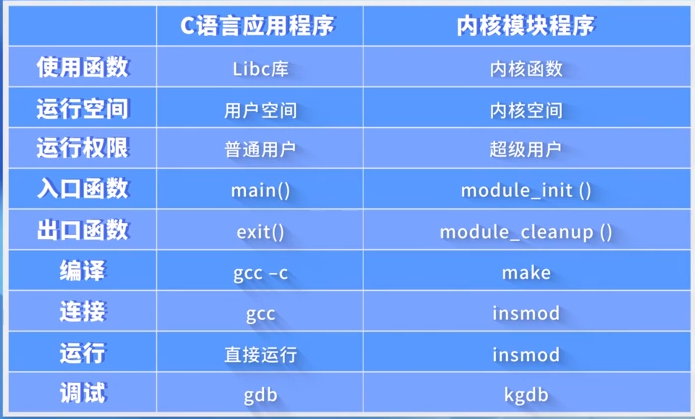 C语言应用程序 内核模块程序
使用函数 Libc库 内核函数
运行空间 用户空间 内核空间
运行权限 普通用户 超级用户
入口函数 main() module_init ()
出口函数 exit() module_cleanup ()
编译 gcc –c make
连接 gcc insmod
运行 直接运行 insmod
调试 gdb kgdb